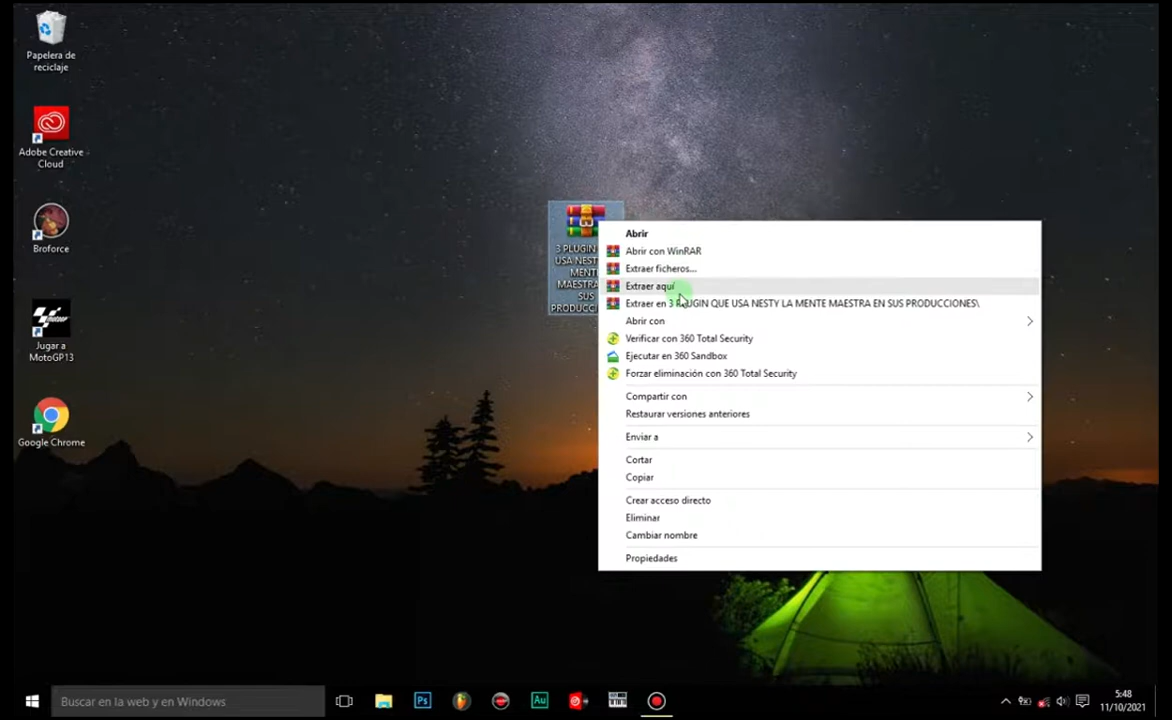 Papelera de
reciclaje
Adobe Creative
Cloud
Broforce
Jugar a
MotoGP13
Google Chrome
3 PLUGIN
USA NEST
MENTE
MAESTRA
SUS
PRODUCCI
Abrir
Abrir con WinRAR
Extraer ficheros...
Extraer aquí
Extraer en 3 PLUGIN QUE USA NESTY LA MENTE MAESTRA EN SUS PRODUCCIONES\
Abrir con
Verificar con 360 Total Security
Ejecutar en 360 Sandbox
Forzar eliminación con 360 Total Security
Compartir con
Restaurar versiones anteriores
Enviar a
Cortar
Copiar
Crear acceso directo
Eliminar
Cambiar nombre
Propiedades
Buscar en la web y en Windows
Ps
Au
5:48
11/10/2021